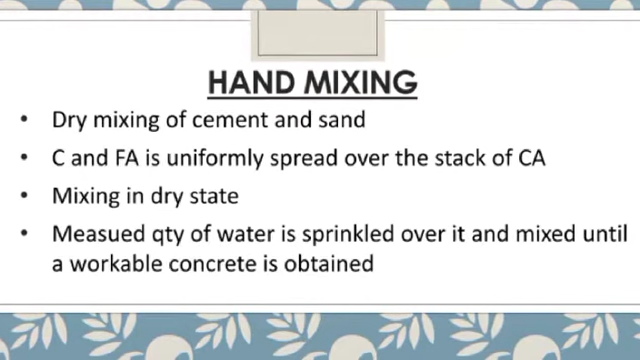 HAND MIXING
• Dry mixing of cement and sand
• C and FA is uniformly spread over the stack of CA
• Mixing in dry state
• Measued qty of water is sprinkled over it and mixed until
a workable concrete is obtained